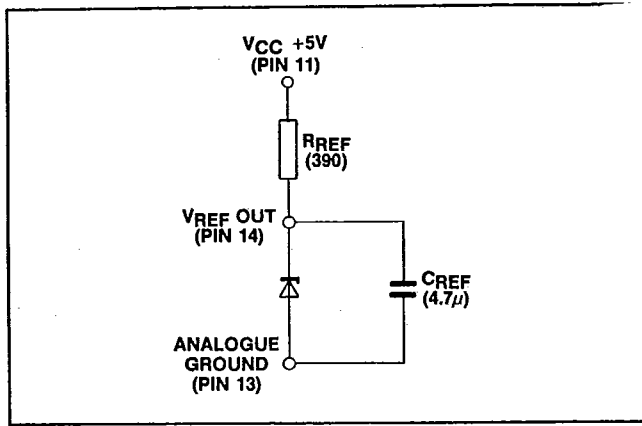 VCC +5V
(PIN 11)
RREF
(390)
VREF OUT
(PIN 14)
CREF
(4.7μ)
ANALOGUE
GROUND
(PIN 13)